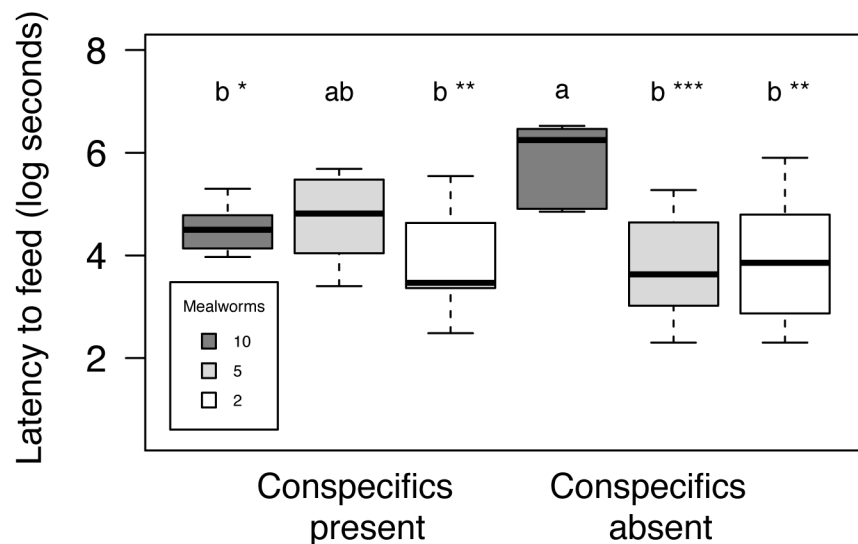 Latency to feed (log seconds)
8
6
4
2
b * ab b ** a b *** b **
Mealworms
10
5
2
Conspecifics present
Conspecifics absent